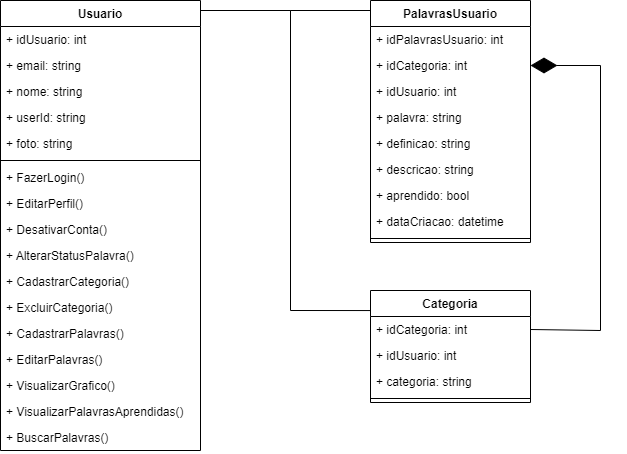 Usuario
+ idUsuario: int
+ email: string
+ nome: string
+ userId: string
+ foto: string
+ FazerLogin()
+ EditarPerfil()
+ DesativarConta()
+ AlterarStatusPalavra()
+ CadastrarCategoria()
+ ExcluirCategoria()
+ CadastrarPalavras()
+ EditarPalavras()
+ VisualizarGrafico()
+ VisualizarPalavrasAprendidas()
+ BuscarPalavras()
PalavrasUsuario
+ idPalavrasUsuario: int
+ idCategoria: int
+ idUsuario: int
+ palavra: string
+ definicao: string
+ descricao: string
+ aprendido: bool
+ dataCriacao: datetime
Categoria
+ idCategoria: int
+ idUsuario: int
+ categoria: string